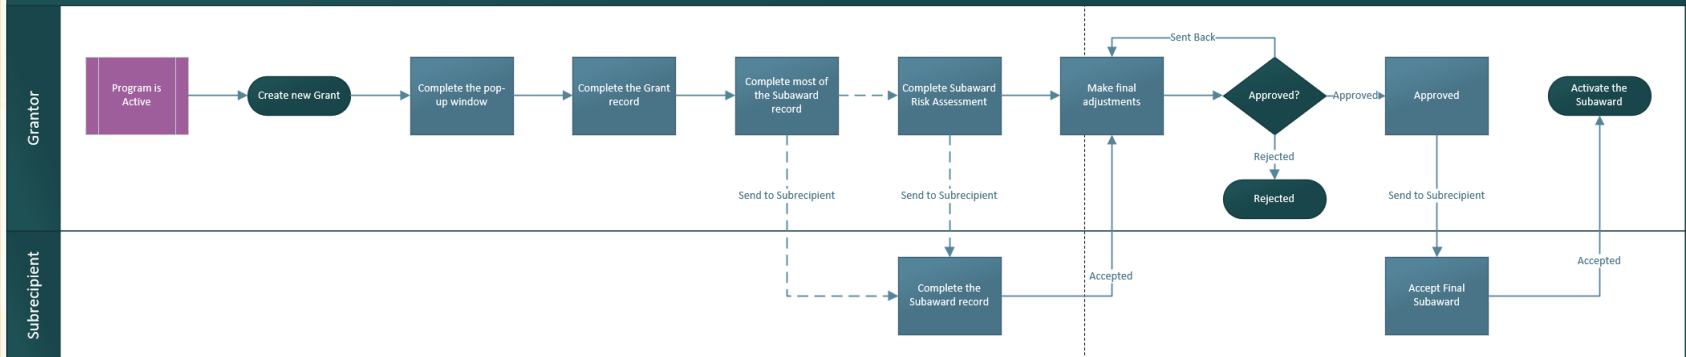 Grantor
Program is
Active
Create new Grant
Complete the pop-
up window
Complete the Grant
record
Complete most of
the Subaward
record
Complete Subaward
Risk Assessment
Make final
adjustments
Sent Back
Approved?
Approved
Approved
Activate the
Subaward
Rejected
Rejected
Send to Subrecipient
Send to Subrecipient
Send to Subrecipient
Subrecipient
Complete the
Subaward record
Accepted
Accept Final
Subaward
Accepted